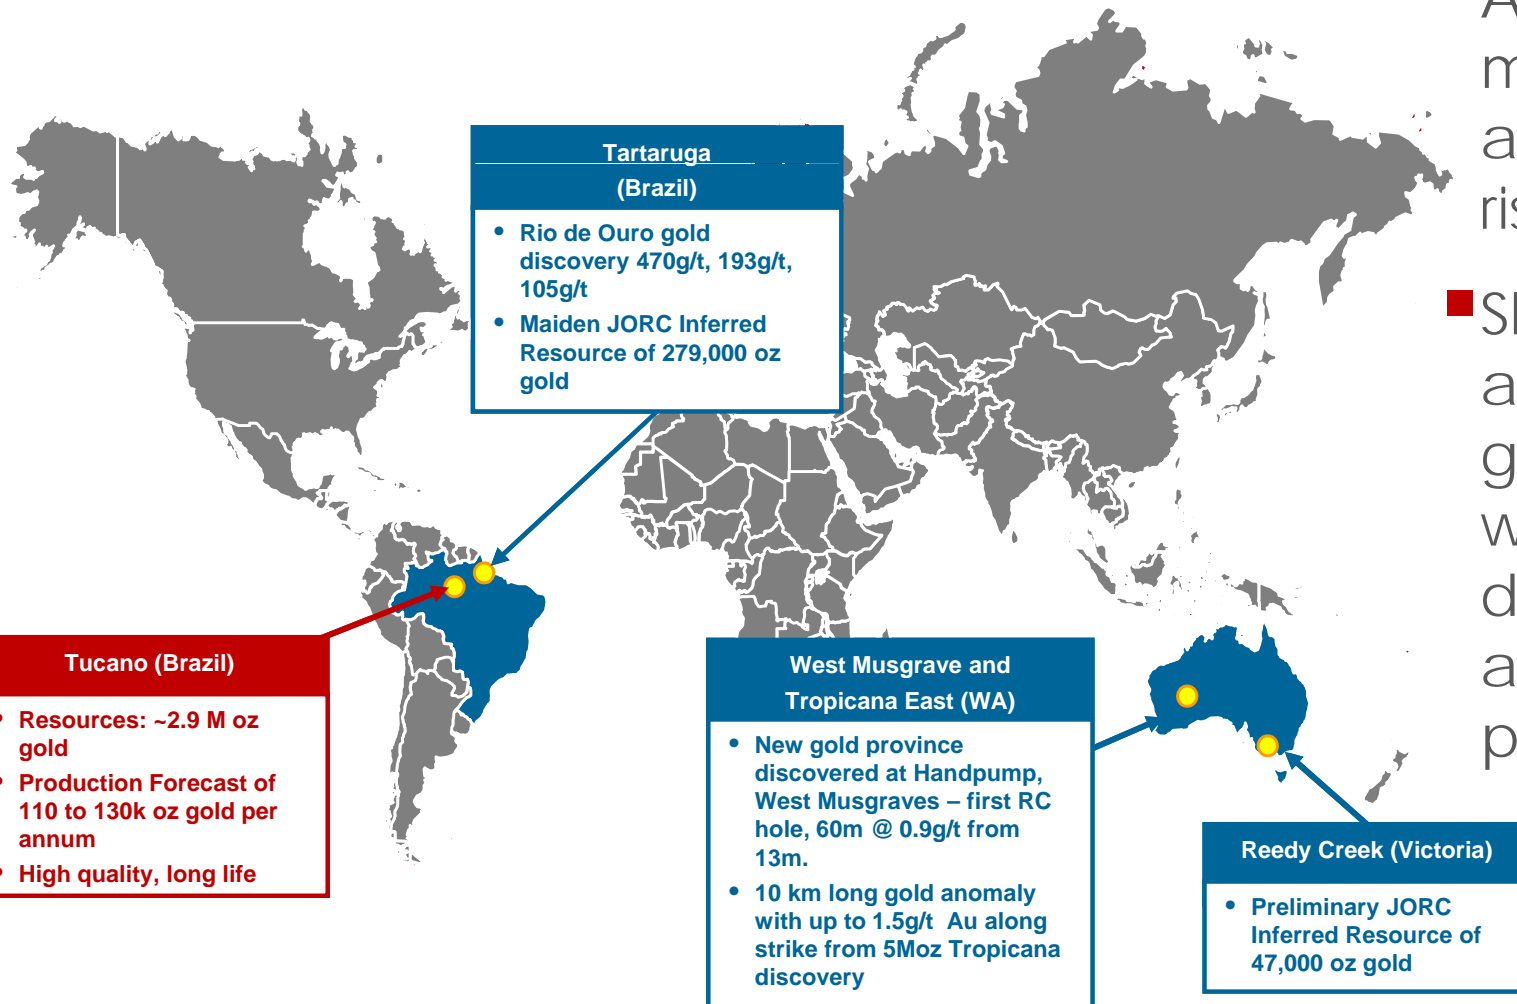 Tartaruga
(Brazil)
• Rio de Ouro gold
discovery 470g/t, 193g/t,
105g/t
• Maiden JORC Inferred
Resource of 279,000 oz
gold
Tucano (Brazil)
• Resources: ~2.9 M oz
gold
• Production Forecast of
110 to 130k oz gold per
annum
• High quality, long life
West Musgrave and
Tropicana East (WA)
• New gold province
discovered at Handpump,
West Musgraves – first RC
hole, 60m @ 0.9g/t from
13m.
• 10 km long gold anomaly
with up to 1.5g/t Au along
strike from 5Moz Tropicana
discovery
Reedy Creek (Victoria)
• Preliminary JORC
Inferred Resource of
47,000 oz gold